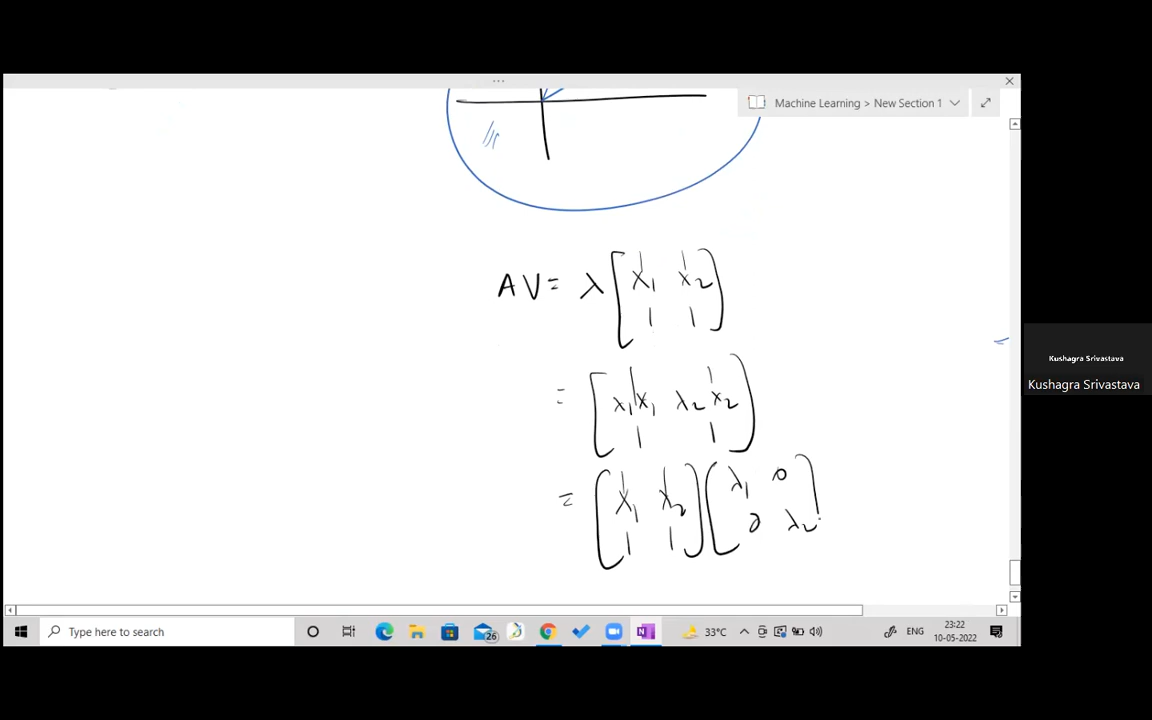 Machine Learning > New Section 1
AV = λ [ x₁ x₂ ]
= [ λ₁x₁ λ₂x₂ ]
= [ x₁ x₂ ] [ λ₁ 0
0 λ₂ ]
Kushagra Srivastava
Kushagra Srivastava
Type here to search
26
33°C
ENG
23:22
10-05-2022